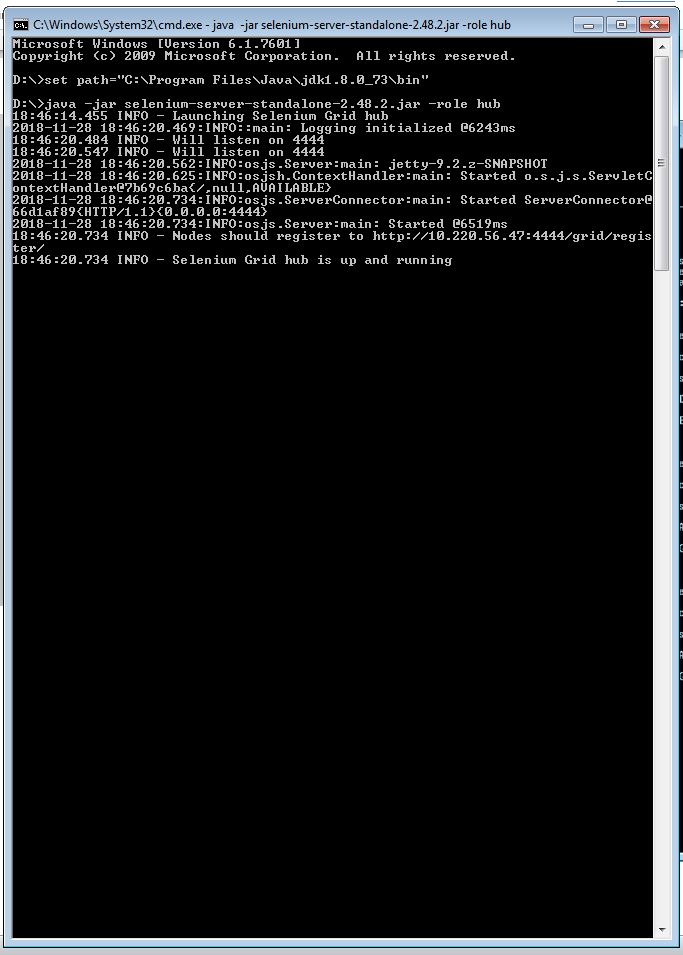 C:\Windows\System32\cmd.exe - java  -jar selenium-server-standalone-2.48.2.jar -role hub
Microsoft Windows [Version 6.1.7601]
Copyright (c) 2009 Microsoft Corporation.  All rights reserved.
D:\>set path="C:\Program Files\Java\jdk1.8.0_73\bin"
D:\>java -jar selenium-server-standalone-2.48.2.jar -role hub
18:46:14.455 INFO - Launching Selenium Grid hub
2018-11-28 18:46:20.469:INFO::main: Logging initialized @6243ms
18:46:20.484 INFO - Will listen on 4444
18:46:20.547 INFO - Will listen on 4444
2018-11-28 18:46:20.562:INFO:osjs.Server:main: jetty-9.2.z-SNAPSHOT
2018-11-28 18:46:20.625:INFO:osjsh.ContextHandler:main: Started o.s.j.s.ServletC
ontextHandler@7b69c6ba{/,null,AVAILABLE}
2018-11-28 18:46:20.734:INFO:osjs.ServerConnector:main: Started ServerConnector@
66d1af89{HTTP/1.1}{0.0.0.0:4444}
2018-11-28 18:46:20.734:INFO:osjs.Server:main: Started @6519ms
18:46:20.734 INFO - Nodes should register to http://10.220.56.47:4444/grid/regis
ter/
18:46:20.734 INFO - Selenium Grid hub is up and running